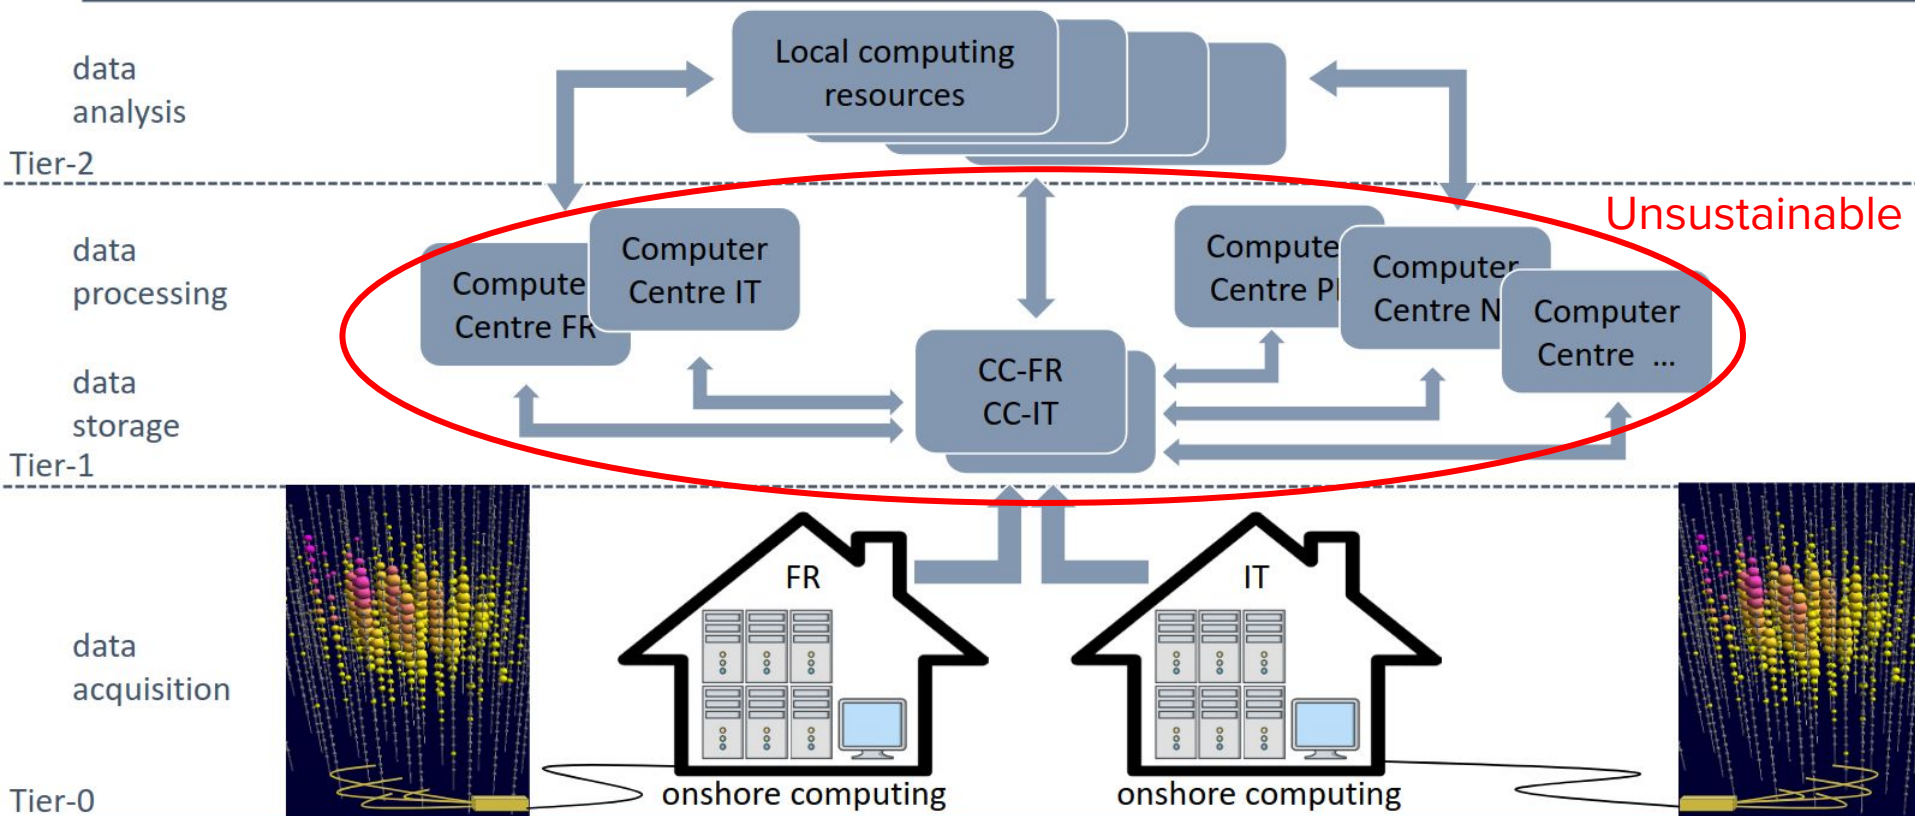 data
analysis
Tier-2
Local computing
resources
Unsustainable
data
processing
Compute
Centre FR
Computer
Centre IT
Compute
Centre
Computer
Centre N
Computer
Centre ...
data
storage
Tier-1
CC-FR
CC-IT
data
acquisition
Tier-0
FR
onshore computing
IT
onshore computing